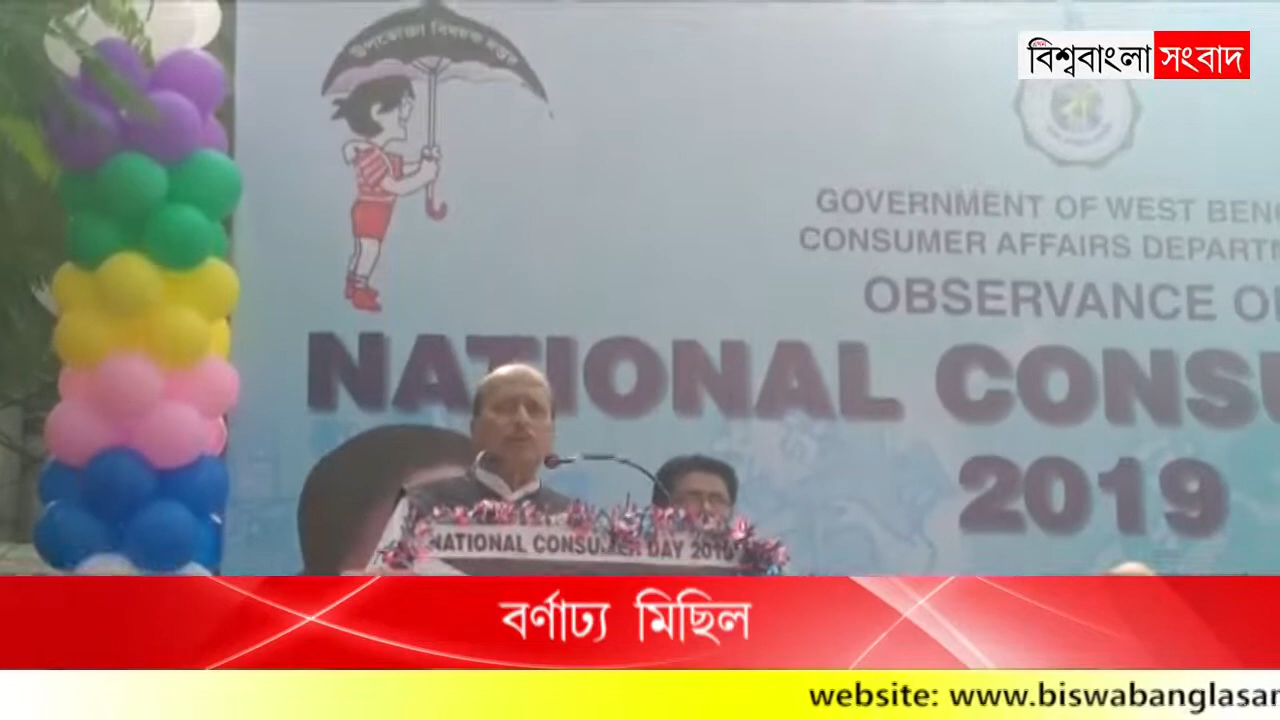 বিশ্ববাংলা সংবাদ
GOVERNMENT OF WEST BENG
CONSUMER AFFAIRS DEPARTM
OBSERVANCE O
NATIONAL CONSU
2019
NATIONAL CONSUMER DAY 2019
বর্ণাঢ্য মিছিল
website: www.biswabanglasan